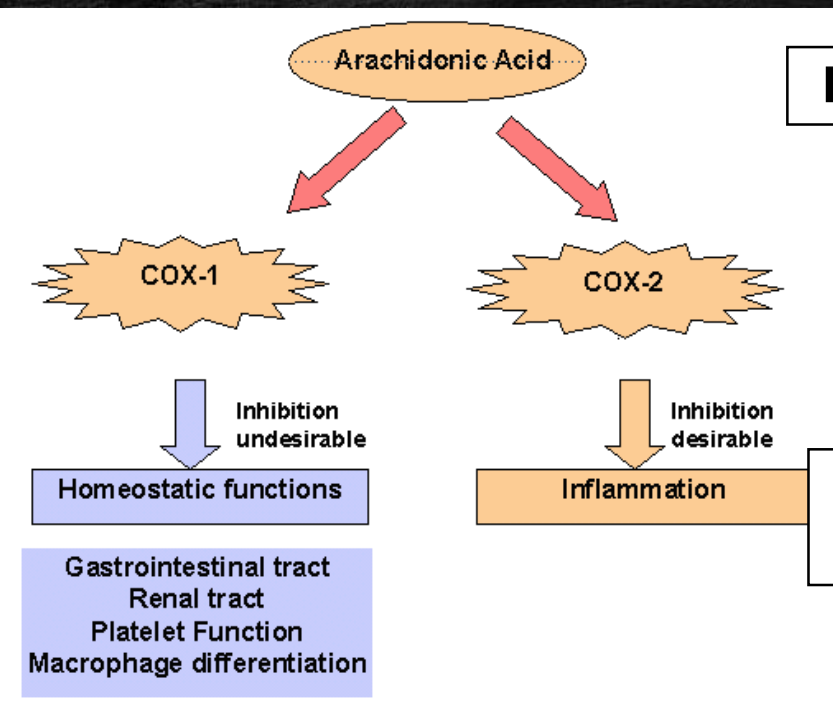 Arachidonic Acid
COX-1
COX-2
Inhibition
undesirable
Inhibition
desirable
Homeostatic functions
Inflammation
Gastrointestinal tract
Renal tract
Platelet Function
Macrophage differentiation